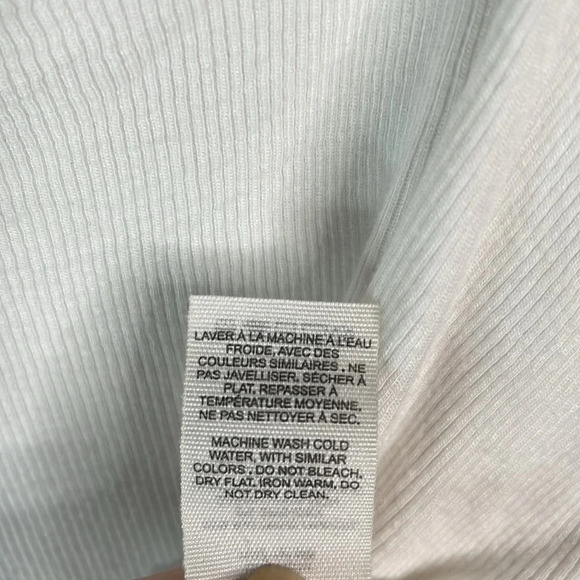 LAVER À LA MACHINE À L'EAU
FROIDE, AVEC DES
COULEURS SIMILAIRES . NE
PAS JAVELLISER. SÉCHER À
PLAT. REPASSER À
TEMPÉRATURE MOYENNE.
NE PAS NETTOYER À SEC.
MACHINE WASH COLD
WATER, WITH SIMILAR
COLORS . DO NOT BLEACH.
DRY FLAT. IRON WARM. DO
NOT DRY CLEAN.